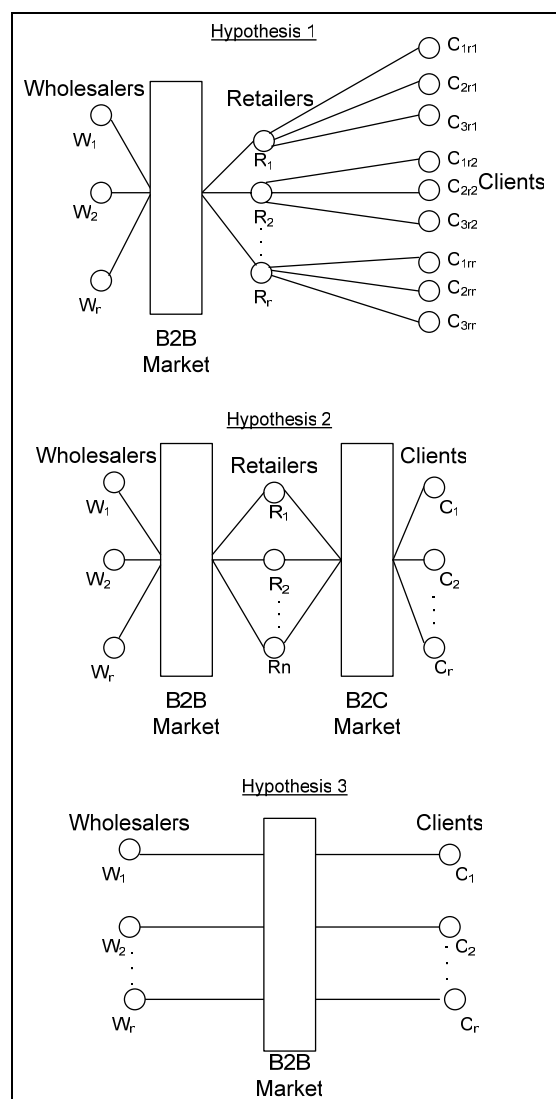 Hypothesis 1
Wholesalers
Retailers
Clients
W₁
W₂
Wᵣ
R₁
R₂
Rᵣ
C₁ᵣ₁
C₂ᵣ₁
C₃ᵣ₁
C₁ᵣ₂
C₂ᵣ₂
C₃ᵣ₂
C₁ᵣᵣ
C₂ᵣᵣ
C₃ᵣᵣ
B2B
Market
Hypothesis 2
Wholesalers
Retailers
Clients
W₁
W₂
Wᵣ
R₁
R₂
Rn
C₁
C₂
Cᵣ
B2B
Market
B2C
Market
Hypothesis 3
Wholesalers
Clients
W₁
C₁
W₂
C₂
Wᵣ
Cᵣ
B2B
Market